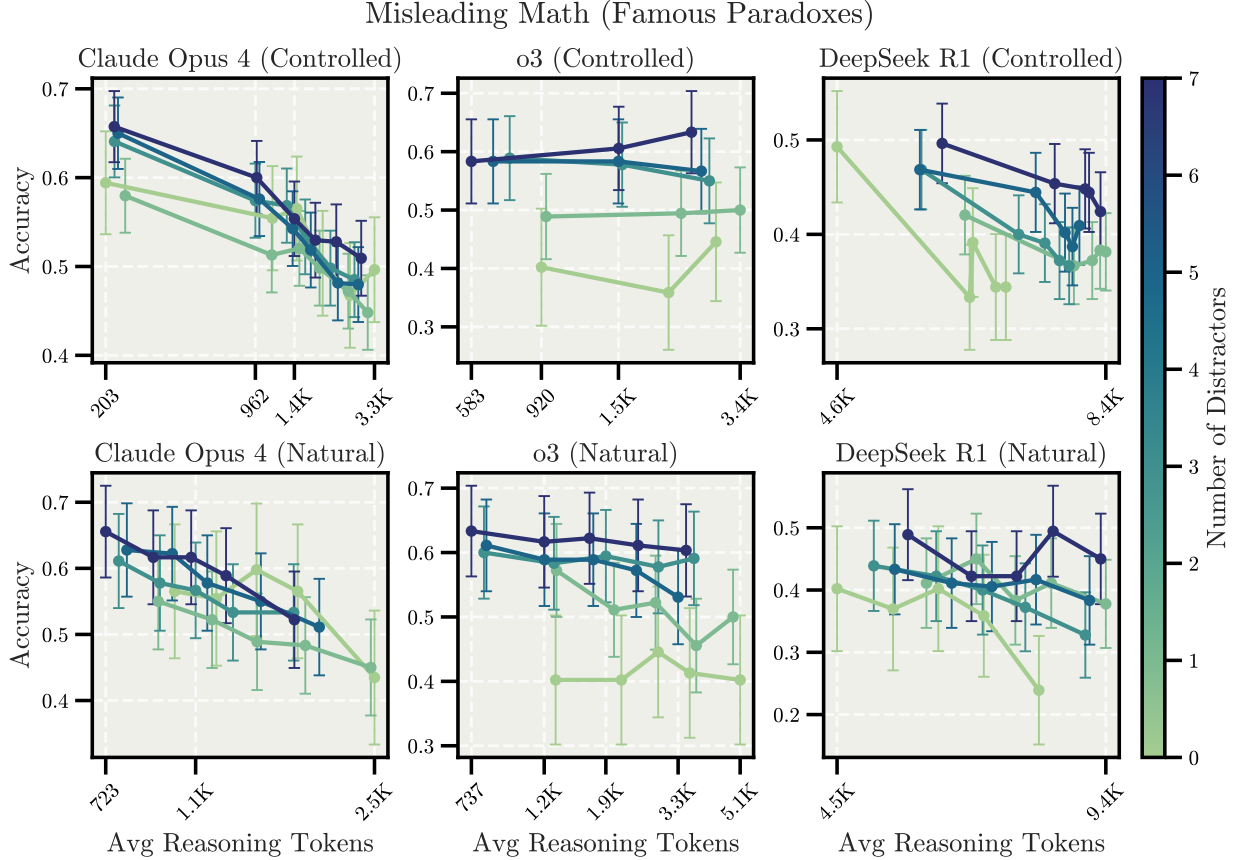 Misleading Math (Famous Paradoxes)
Claude Opus 4 (Controlled)
o3 (Controlled)
DeepSeek R1 (Controlled)
Accuracy
0.7
0.6
0.5
0.4
203
962
1.4K
3.3K
0.7
0.6
0.5
0.4
0.3
583
920
1.5K
3.4K
0.5
0.4
0.3
4.6K
8.4K
Claude Opus 4 (Natural)
o3 (Natural)
DeepSeek R1 (Natural)
Accuracy
0.7
0.6
0.5
0.4
723
1.1K
2.5K
Avg Reasoning Tokens
0.7
0.6
0.5
0.4
0.3
737
1.2K
1.9K
3.3K
5.1K
Avg Reasoning Tokens
0.5
0.4
0.3
0.2
4.5K
9.4K
Avg Reasoning Tokens
7
6
5
4
3
2
1
0
Number of Distractors